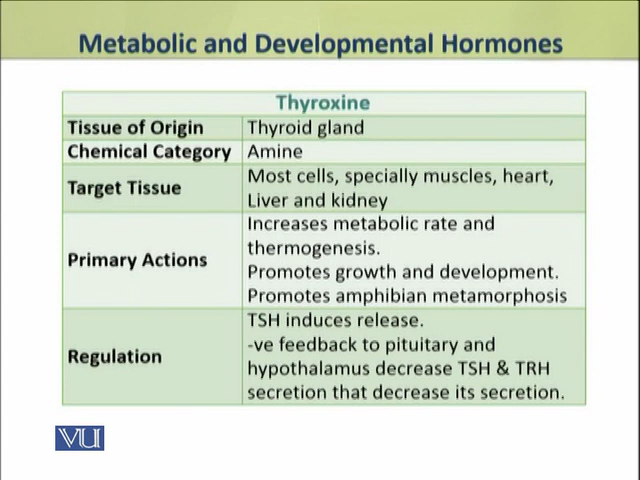 Metabolic and Developmental Hormones
Thyroxine
Tissue of Origin Thyroid gland
Chemical Category Amine
Target Tissue Most cells, specially muscles, heart,
Liver and kidney
Primary Actions Increases metabolic rate and
thermogenesis.
Promotes growth and development.
Promotes amphibian metamorphosis
Regulation TSH induces release.
-ve feedback to pituitary and
hypothalamus decrease TSH & TRH
secretion that decrease its secretion.
VU